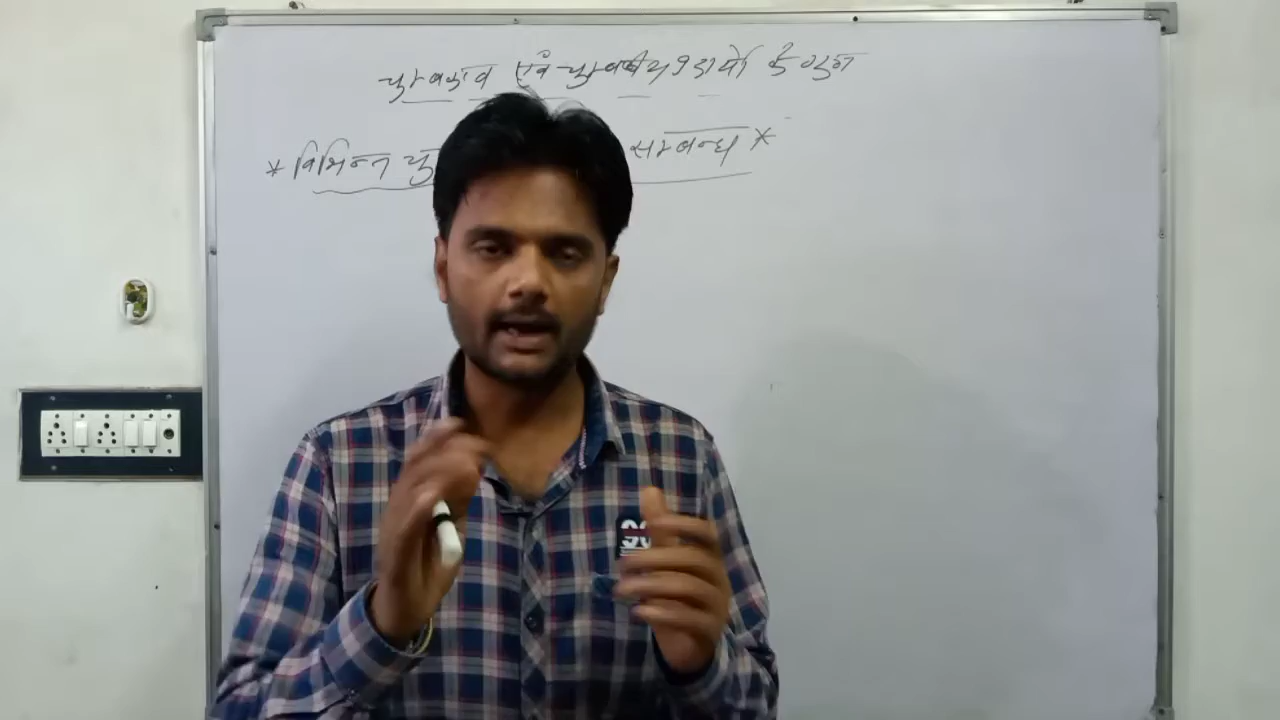 चुम्बकत्व एवं चुम्बकीय पदार्थो के गुण
* विभिन्न चु सम्बन्ध *